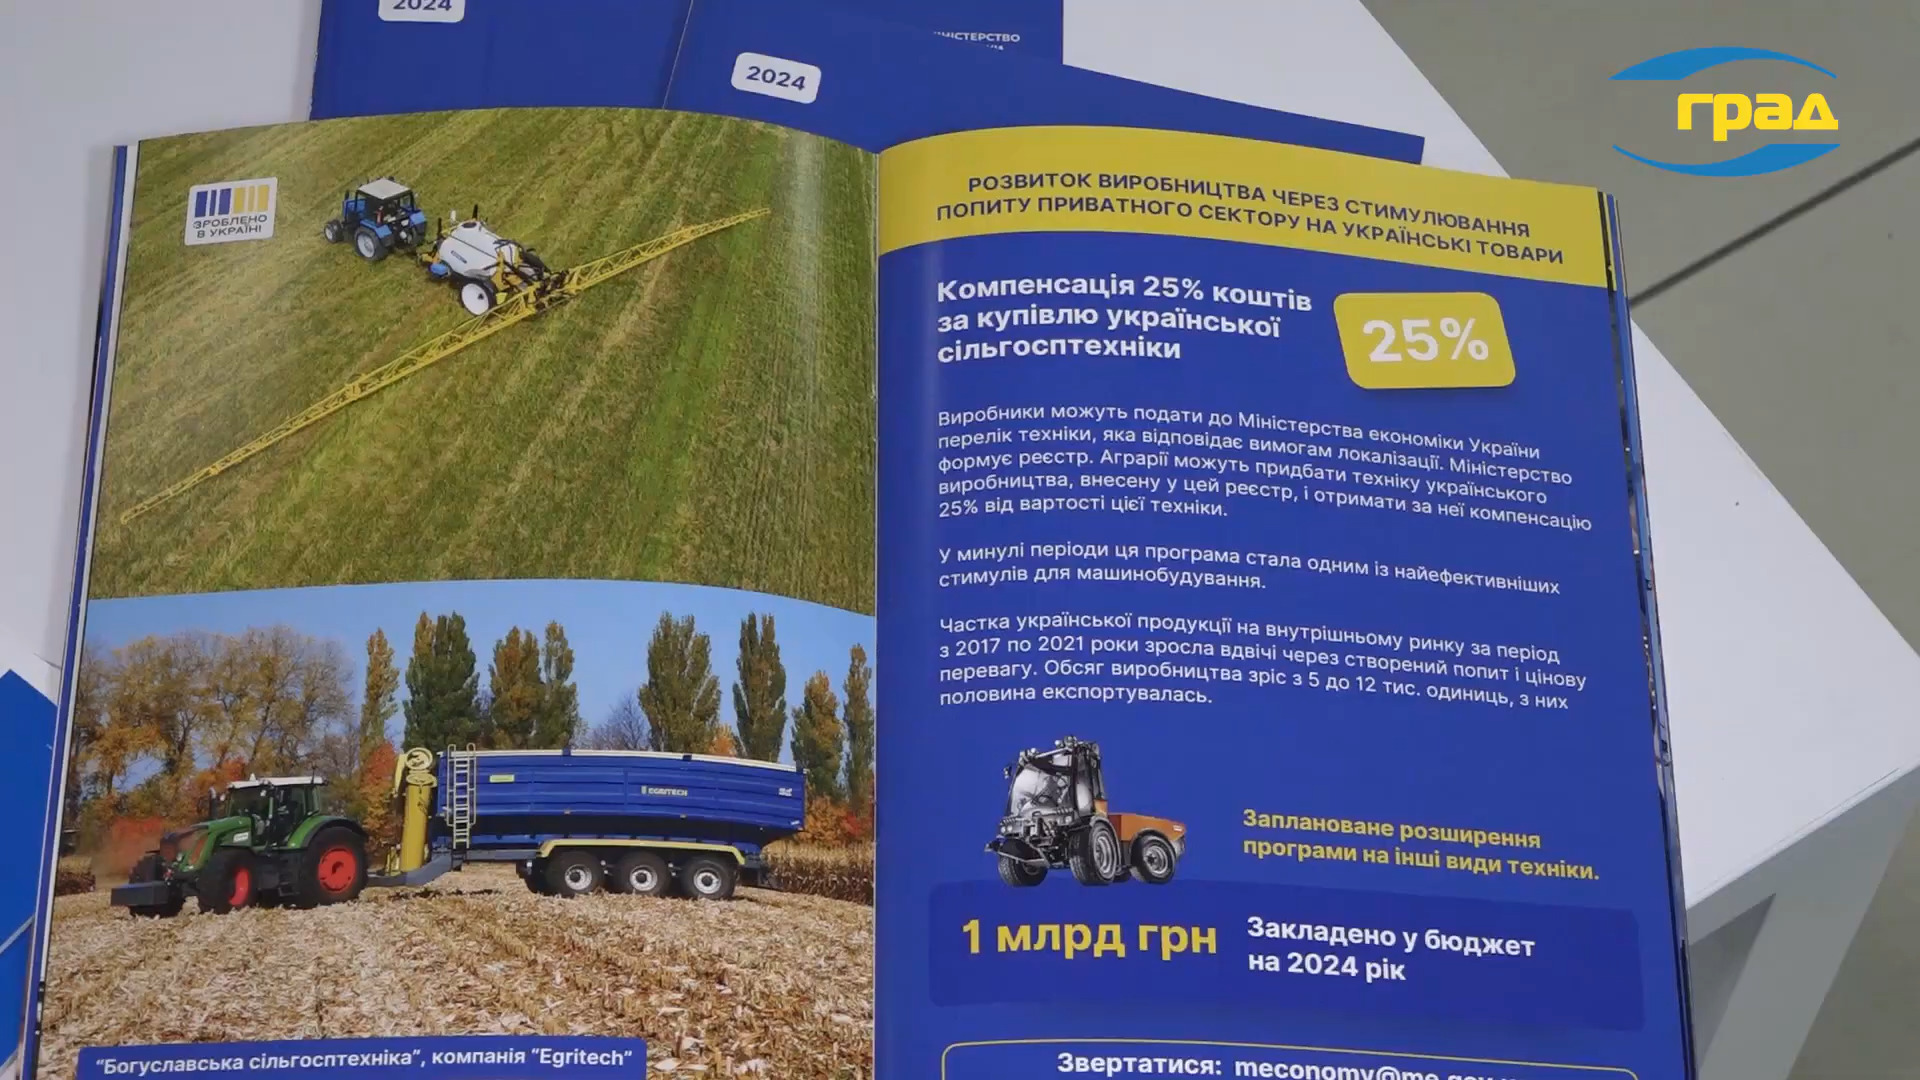 2024
2024
МІНІСТЕРСТВО
град
ЗРОБЛЕНО
В УКРАЇНІ
РОЗВИТОК ВИРОБНИЦТВА ЧЕРЕЗ СТИМУЛЮВАННЯ
ПОПИТУ ПРИВАТНОГО СЕКТОРУ НА УКРАЇНСЬКІ ТОВАРИ
Компенсація 25% коштів
за купівлю української
сільгосптехніки
25%
Виробники можуть подати до Міністерства економіки України
перелік техніки, яка відповідає вимогам локалізації. Міністерство
формує реєстр. Аграрії можуть придбати техніку українського
виробництва, внесену у цей реєстр, і отримати за неї компенсацію
25% від вартості цієї техніки.
У минулі періоди ця програма стала одним із найефективніших
стимулів для машинобудування.
Частка української продукції на внутрішньому ринку за період
з 2017 по 2021 роки зросла вдвічі через створений попит і цінову
перевагу. Обсяг виробництва зріс з 5 до 12 тис. одиниць, з них
половина експортувалась.
EGRITECH
Заплановане розширення
програми на інші види техніки.
1 млрд грн
Закладено у бюджет
на 2024 рік
"Богуславська сільгосптехніка", компанія "Egritech"
Звертатися: meconomy@me.gov.u